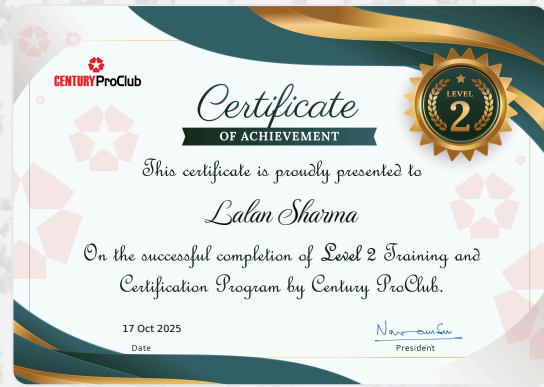 CENTURY ProClub
Certificate
OF ACHIEVEMENT
LEVEL
2
This certificate is proudly presented to
Lalan Sharma
On the successful completion of Level 2 Training and
Certification Program by Century ProClub.
17 Oct 2025
Date
President